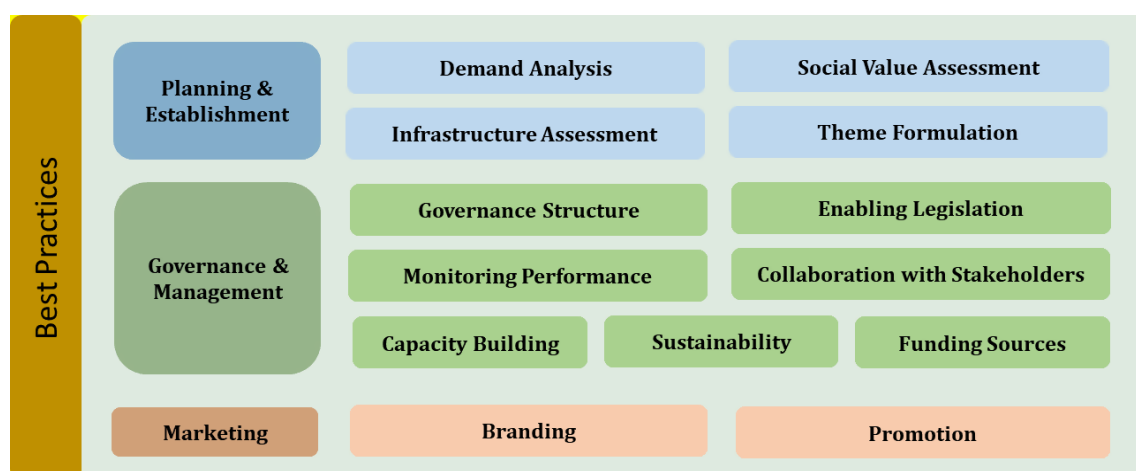 Best Practices
Planning &
Establishment
Demand Analysis
Social Value Assessment
Infrastructure Assessment
Theme Formulation
Governance &
Management
Governance Structure
Enabling Legislation
Monitoring Performance
Collaboration with Stakeholders
Capacity Building
Sustainability
Funding Sources
Marketing
Branding
Promotion